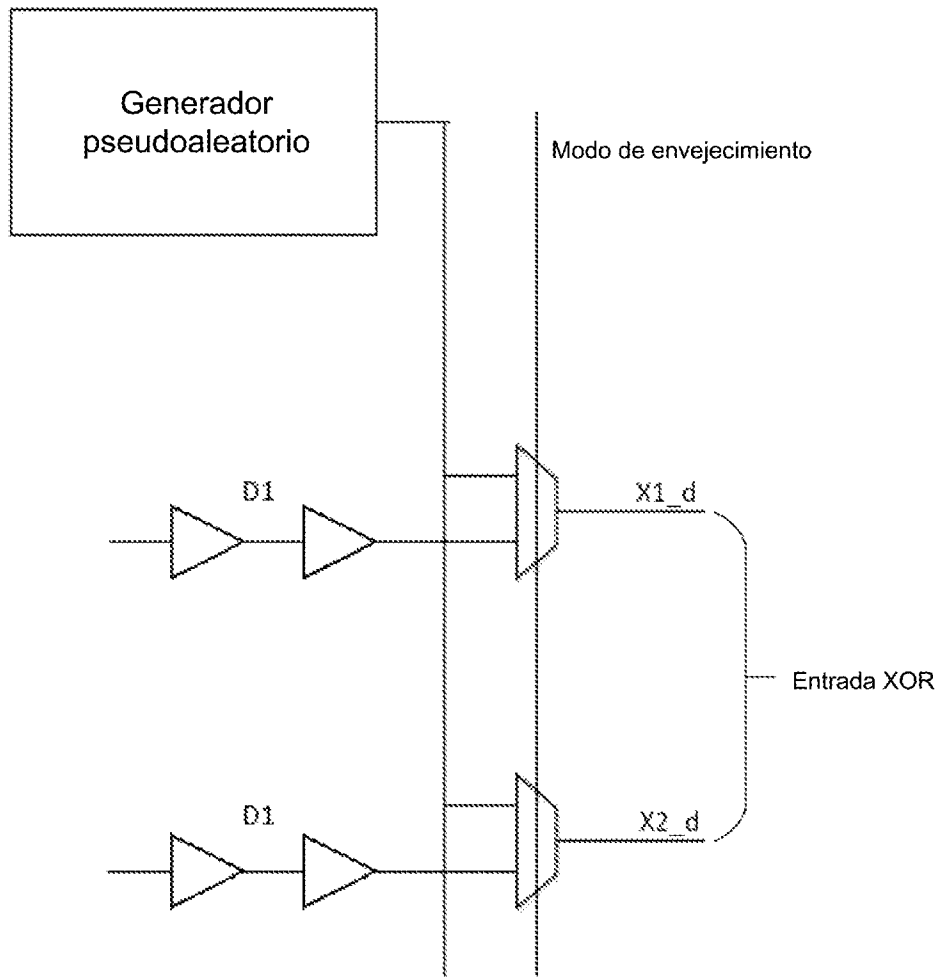 Generador
pseudoaleatorio
Modo de envejecimiento
D1
X1_d
Entrada XOR
D1
X2_d